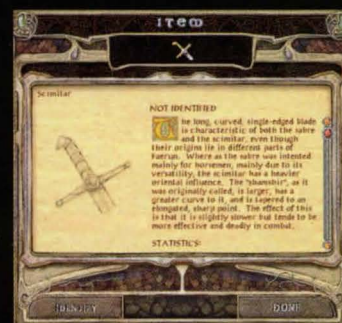 ITEM
Scimitar
NOT IDENTIFIED
The long, curved, single-edged blade
is characteristic of both the sabre
and the scimitar, even though
their origins lie in different parts of
Faerun. Where as the sabre was intended
mainly for horsemen, mainly due to its
versatility, the scimitar has a heavier
oriental influence. The "shamshir", as it
was originally called, is larger, has a
greater curve to it, and is tapered to an
elongated, sharp point. The effect of this
is that it is slightly slower but tends to be
more effective and deadly in combat.
STATISTICS:
IDENTIFY
DONE